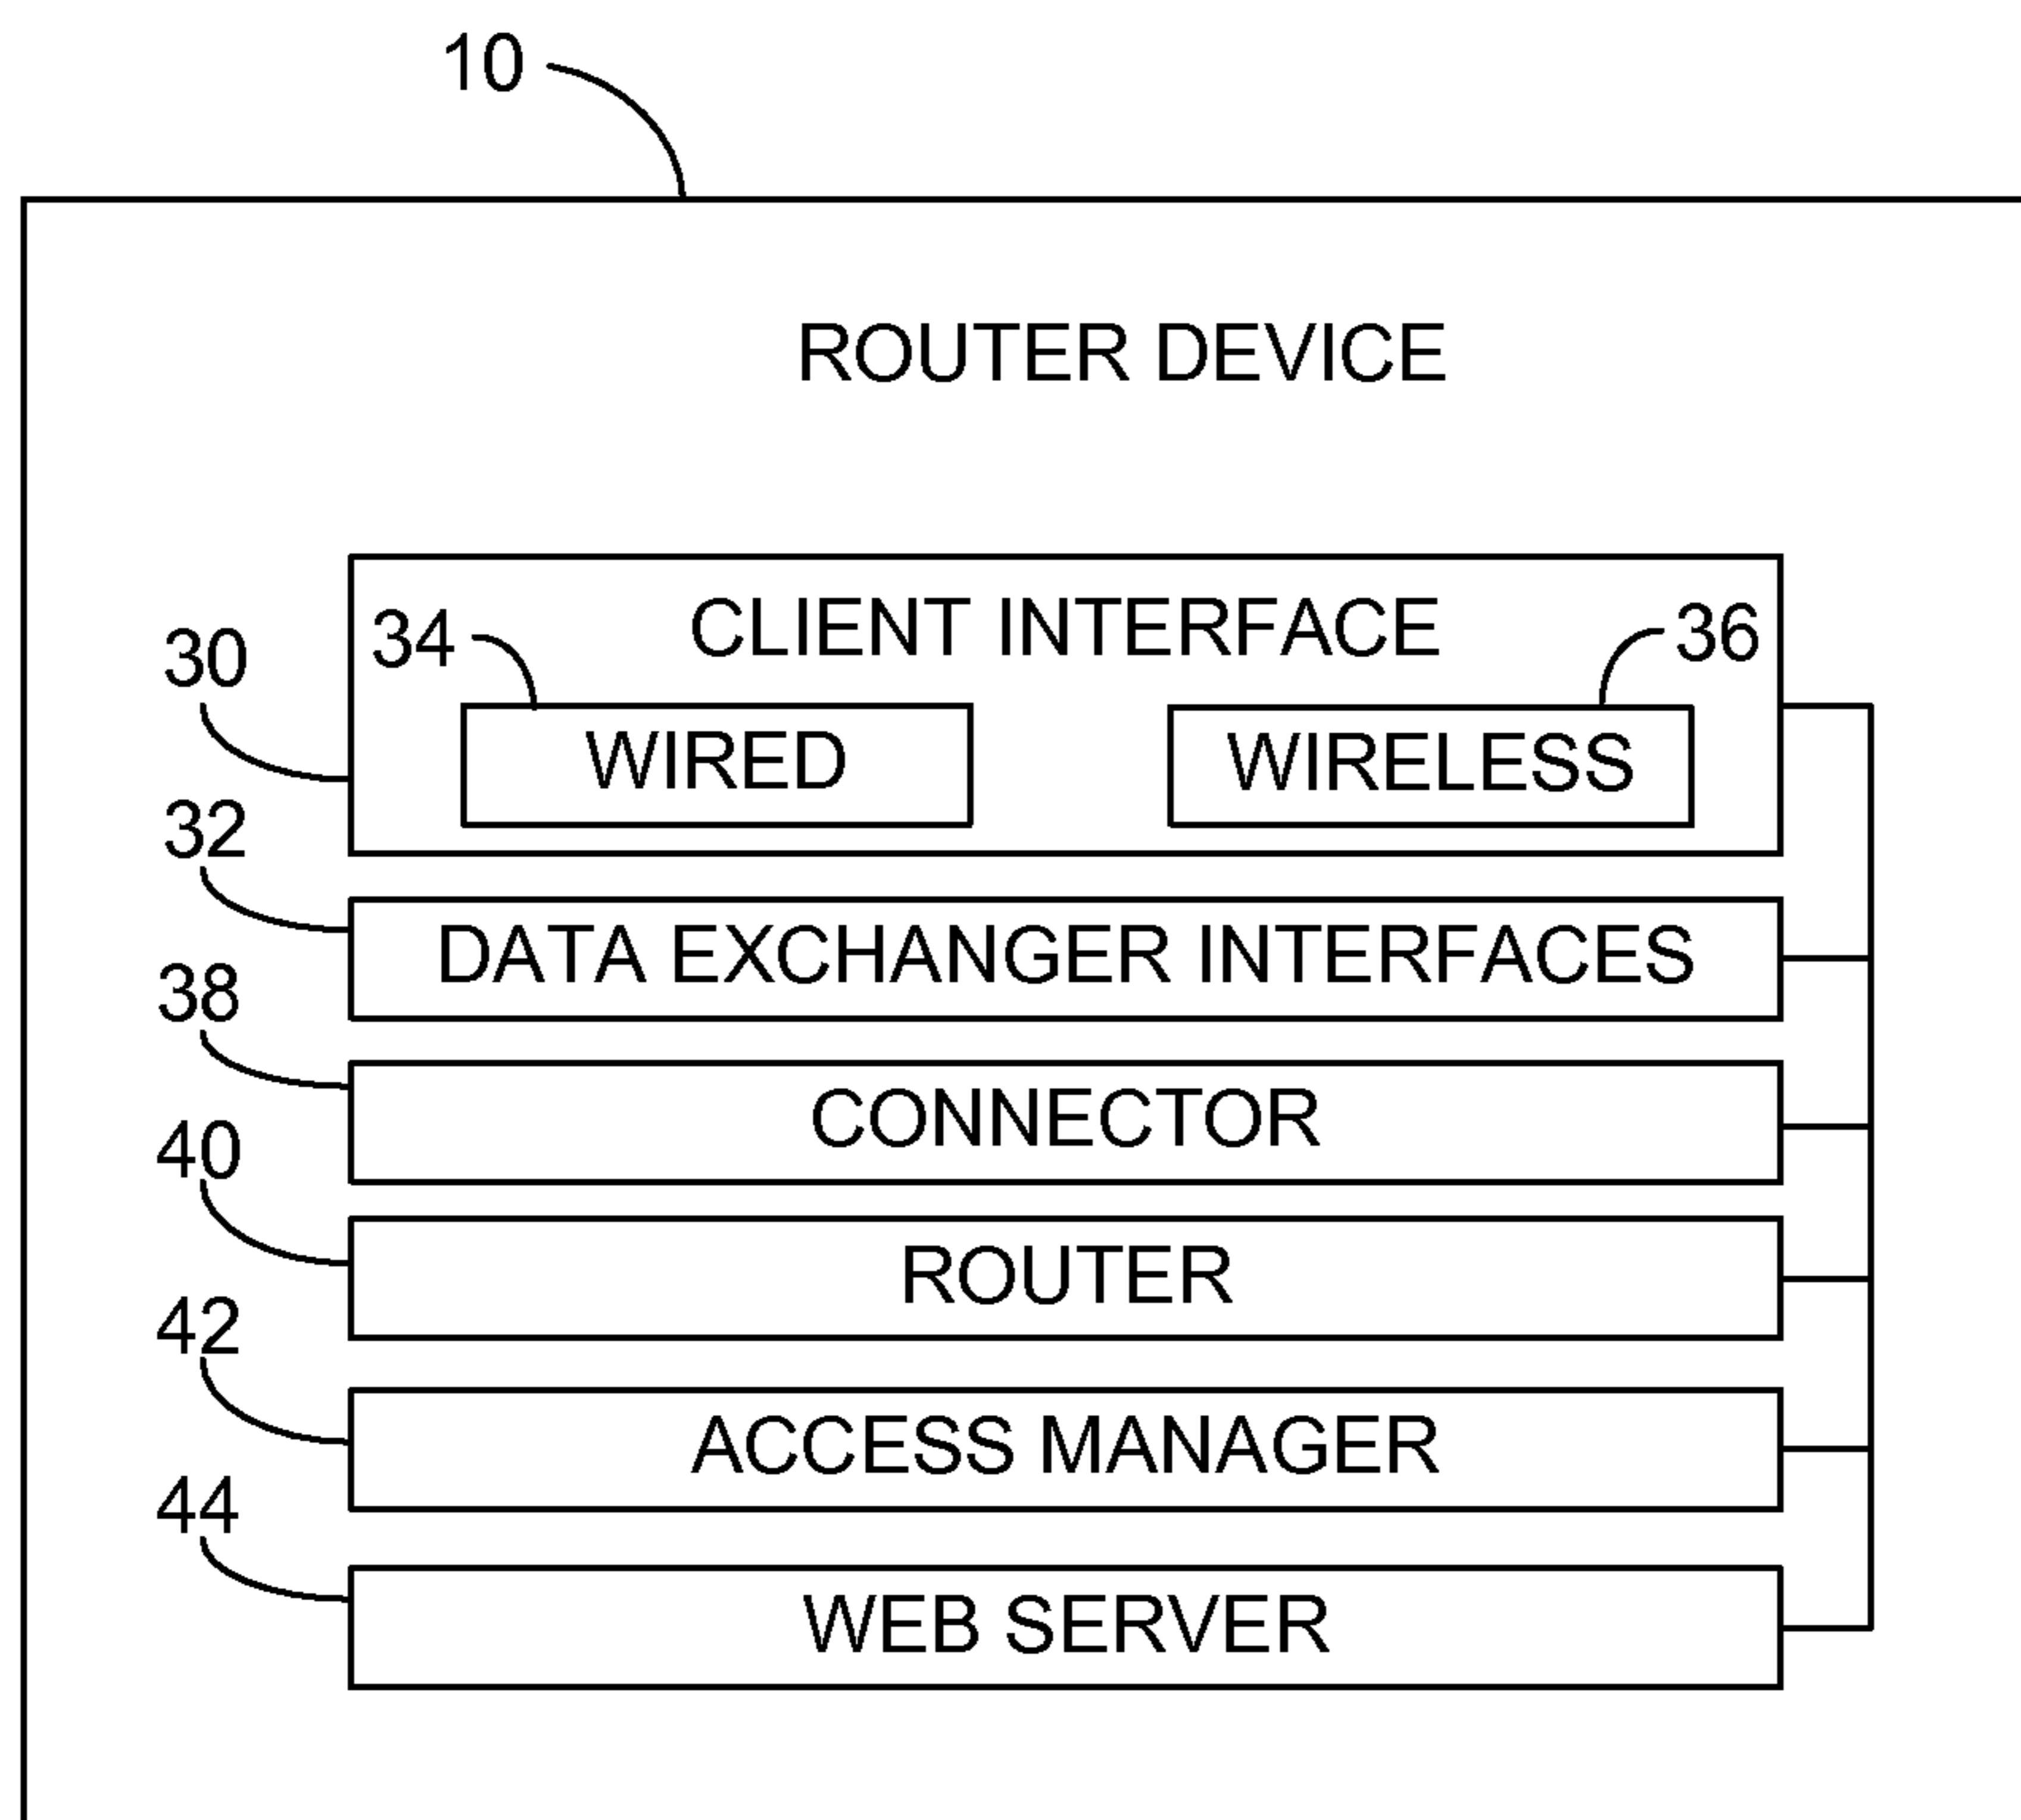 10
ROUTER DEVICE
CLIENT INTERFACE
34
36
30
WIRED
WIRELESS
32
DATA EXCHANGER INTERFACES
38
CONNECTOR
40
ROUTER
42
ACCESS MANAGER
44
WEB SERVER